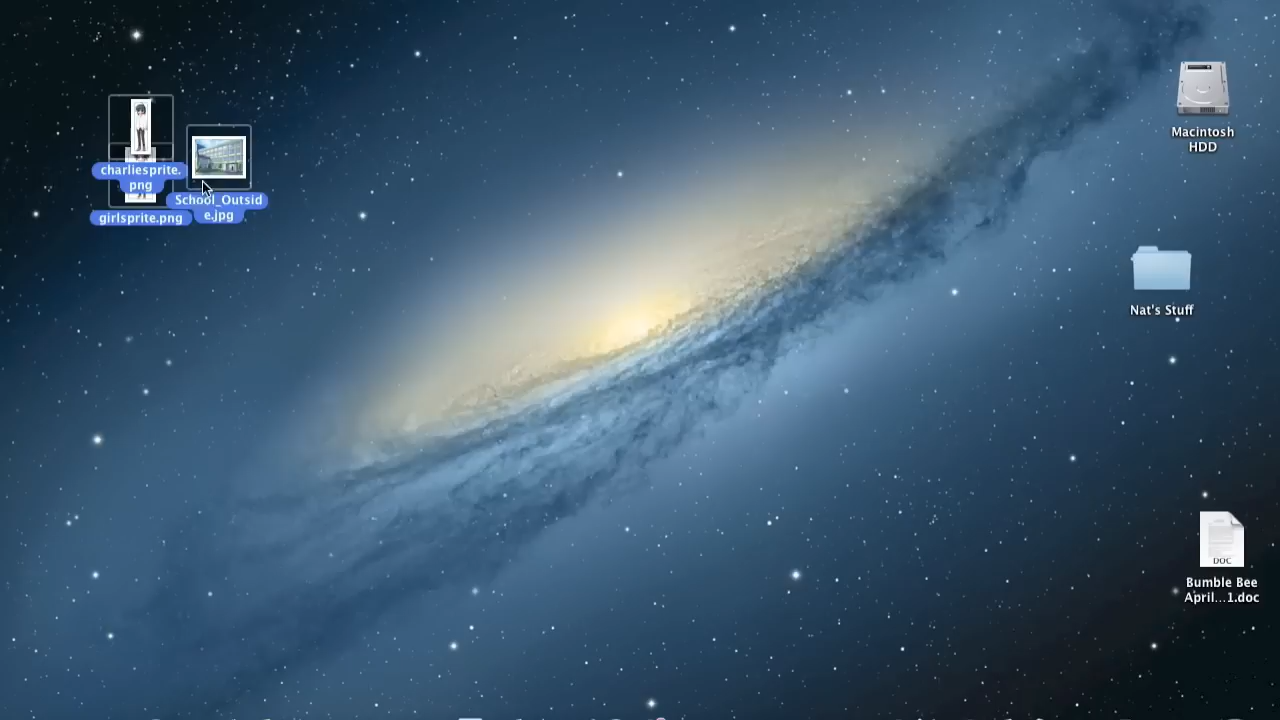 charliesprite.
png
girlsprite.png
School_Outsid
e.jpg
Macintosh
HDD
Nat's Stuff
DOC
Bumble Bee
April...1.doc